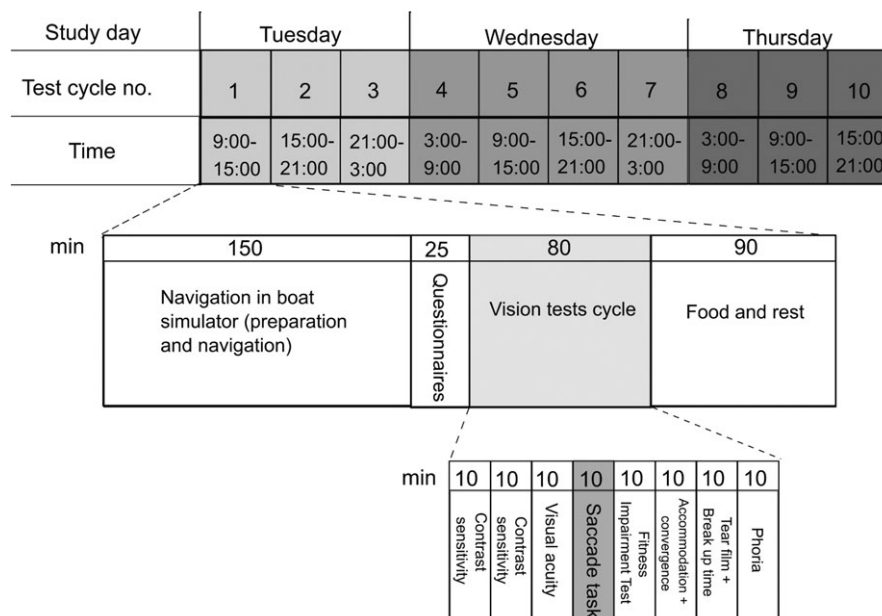 Study day Tuesday Wednesday Thursday
Test cycle no. 1 2 3 4 5 6 7 8 9 10
Time 9:00- 15:00- 21:00- 3:00- 9:00- 15:00- 21:00- 3:00- 9:00- 15:00
15:00 21:00 3:00 9:00 15:00 21:00 3:00 9:00 15:00 21:00
min 150 25 80 90
Navigation in boat
simulator (preparation
and navigation)
Questionnaires
Vision tests cycle
Food and rest
min 10 10 10 10 10 10 10 10
Contrast
sensitivity
Contrast
sensitivity
Visual acuity
Saccade task
Fitness
Impairment Test
Accommodation +
convergence
Tear film +
Break up time
Phoria